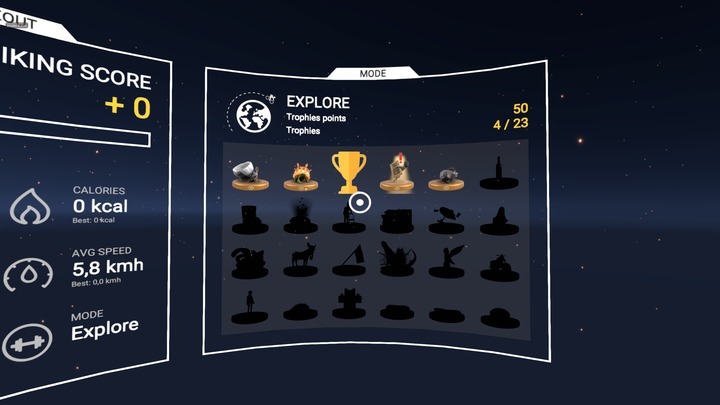 IKING SCORE
+ 0
CALORIES
0 kcal
Best: 0 kcal
AVG SPEED
5,8 kmh
Best: 0,0 kmh
MODE
Explore
MODE
EXPLORE
Trophies points
50
Trophies
4 / 23